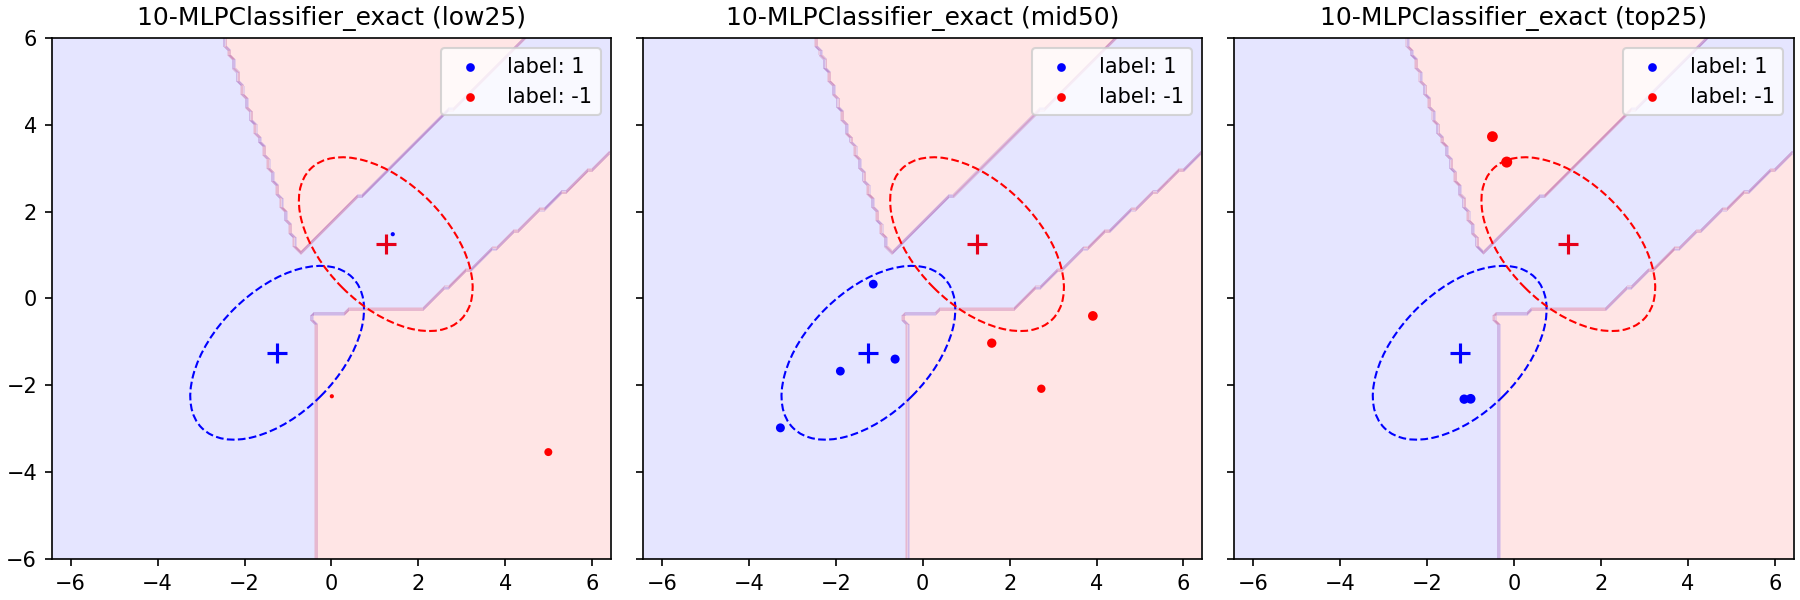 10-MLPClassifier_exact (low25)
10-MLPClassifier_exact (mid50)
10-MLPClassifier_exact (top25)
label: 1
label: -1
label: 1
label: -1
label: 1
label: -1
6
4
2
0
−2
−4
−6
−6 −4 −2 0 2 4 6
−6 −4 −2 0 2 4 6
−6 −4 −2 0 2 4 6